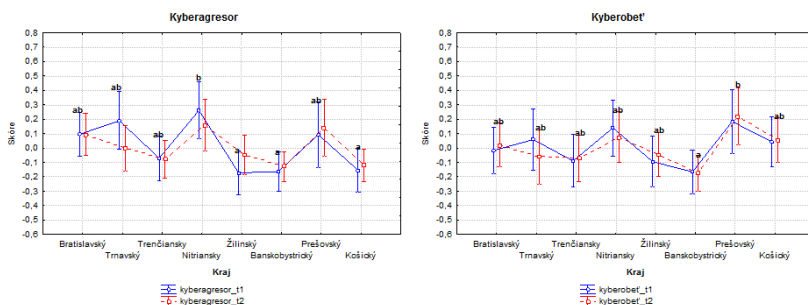 Kyberagresor
0,8
0,7
0,6
0,5
0,4
0,3
0,2
0,1
0,0
-0,1
-0,2
-0,3
-0,4
-0,5
-0,6
Skóre
ab
ab
ab
b
a
a
ab
a
Bratislavský Trenčiansky Žilinský Prešovský
Trnavský Nitriansky Banskobystrický Košický
Kraj
kyberagresor_t1
kyberagresor_t2
Kyberobeť
0,8
0,7
0,6
0,5
0,4
0,3
0,2
0,1
0,0
-0,1
-0,2
-0,3
-0,4
-0,5
-0,6
Skóre
ab
ab
ab
ab
ab
a
b
ab
Bratislavský Trenčiansky Žilinský Prešovský
Trnavský Nitriansky Banskobystrický Košický
Kraj
kyberobeť_t1
kyberobeť_t2